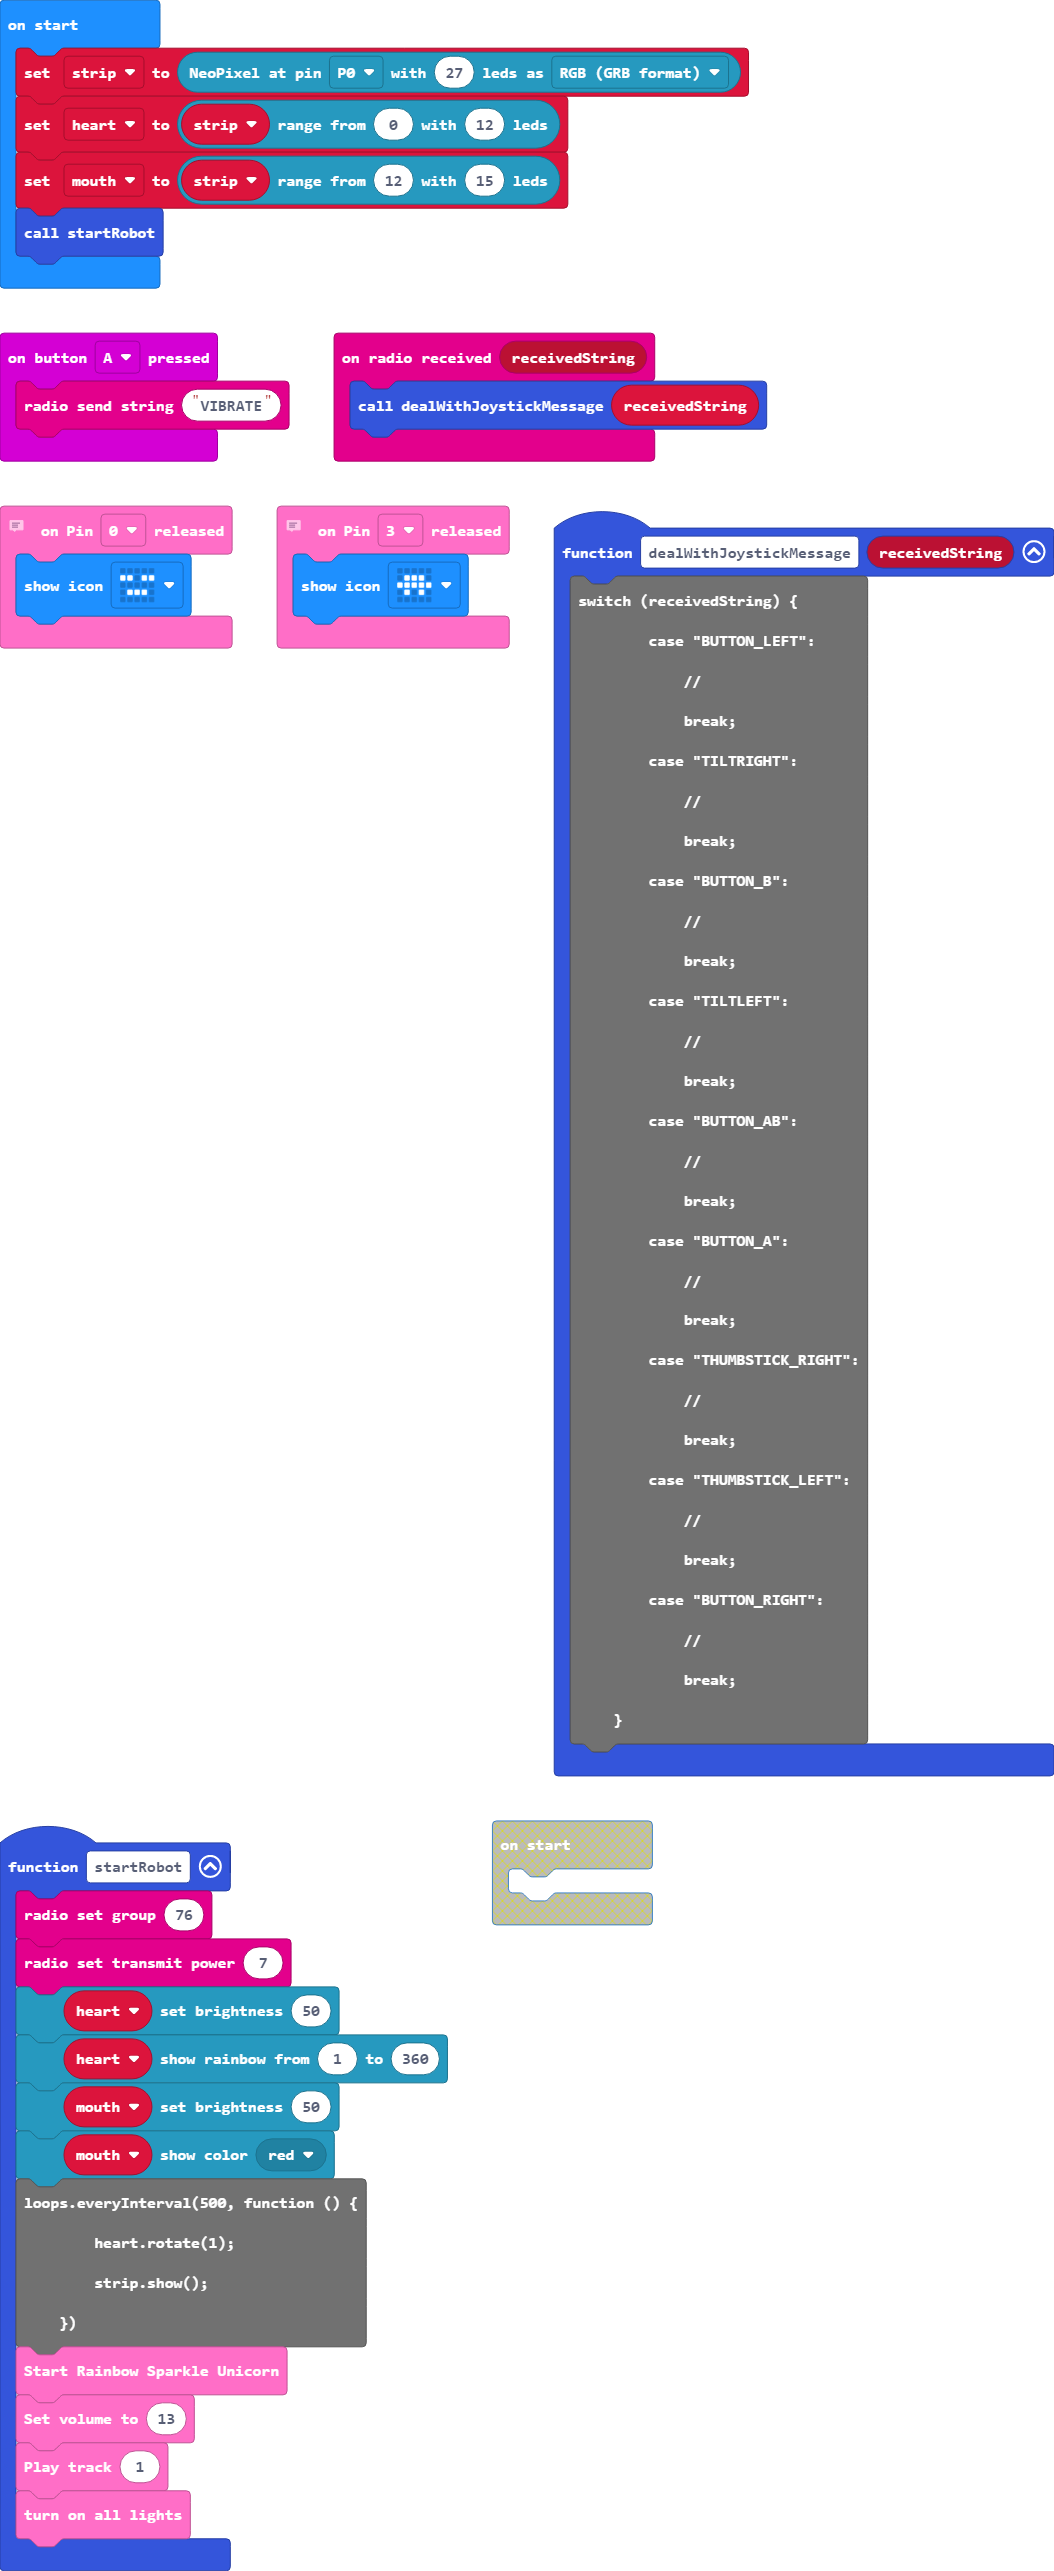 on start
set strip to NeoPixel at pin P0 with 27 leds as RGB (GRB format)
set heart to strip range from 0 with 12 leds
set mouth to strip range from 12 with 15 leds
call startRobot
on button A pressed
radio send string "VIBRATE"
on radio received receivedString
call dealWithJoystickMessage receivedString
on Pin 0 released
show icon
on Pin 3 released
show icon
function dealWithJoystickMessage receivedString
switch (receivedString) {
case "BUTTON_LEFT":
//
break;
case "TILTRIGHT":
//
break;
case "BUTTON_B":
//
break;
case "TILTLEFT":
//
break;
case "BUTTON_AB":
//
break;
case "BUTTON_A":
//
break;
case "THUMBSTICK_RIGHT":
//
break;
case "THUMBSTICK_LEFT":
//
break;
case "BUTTON_RIGHT":
//
break;
}
function startRobot
radio set group 76
radio set transmit power 7
heart set brightness 50
heart show rainbow from 1 to 360
mouth set brightness 50
mouth show color red
loops.everyInterval(500, function () {
heart.rotate(1);
strip.show();
})
Start Rainbow Sparkle Unicorn
Set volume to 13
Play track 1
turn on all lights
on start